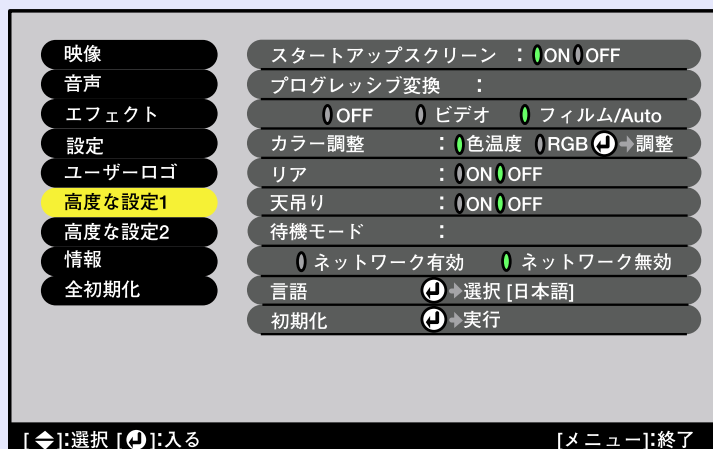 映像
音声
エフェクト
設定
ユーザーロゴ
高度な設定1
高度な設定2
情報
全初期化
スタートアップスクリーン : ON OFF
プログレッシブ変換 :
OFF ビデオ フィルム/Auto
カラー調整 : 色温度 RGB 調整
リア : ON OFF
天吊り : ON OFF
待機モード :
ネットワーク有効 ネットワーク無効
言語 選択 [日本語]
初期化 実行
[ ]:選択 [ ]:入る [メニュー]:終了